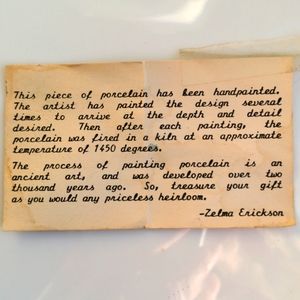 This piece of porcelain has been handpainted.
The artist has painted the design several
times to arrive at the depth and detail
desired. Then after each painting, the
porcelain was fired in a kiln at an approximate
temperature of 1450 degrees.
The process of painting porcelain is an
ancient art, and was developed over two
thousand years ago. So, treasure your gift
as you would any priceless heirloom.
-Zelma Erickson